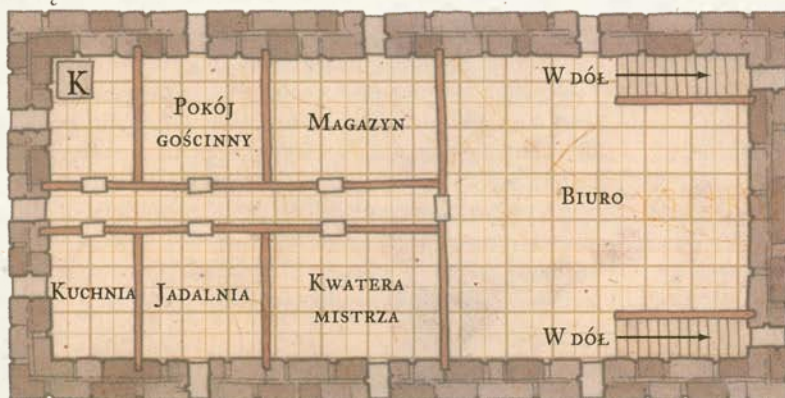 K
Pokój
gościnny
Magazyn
W dół
Biuro
Kuchnia
Jadalnia
Kwatera
mistrza
W dół